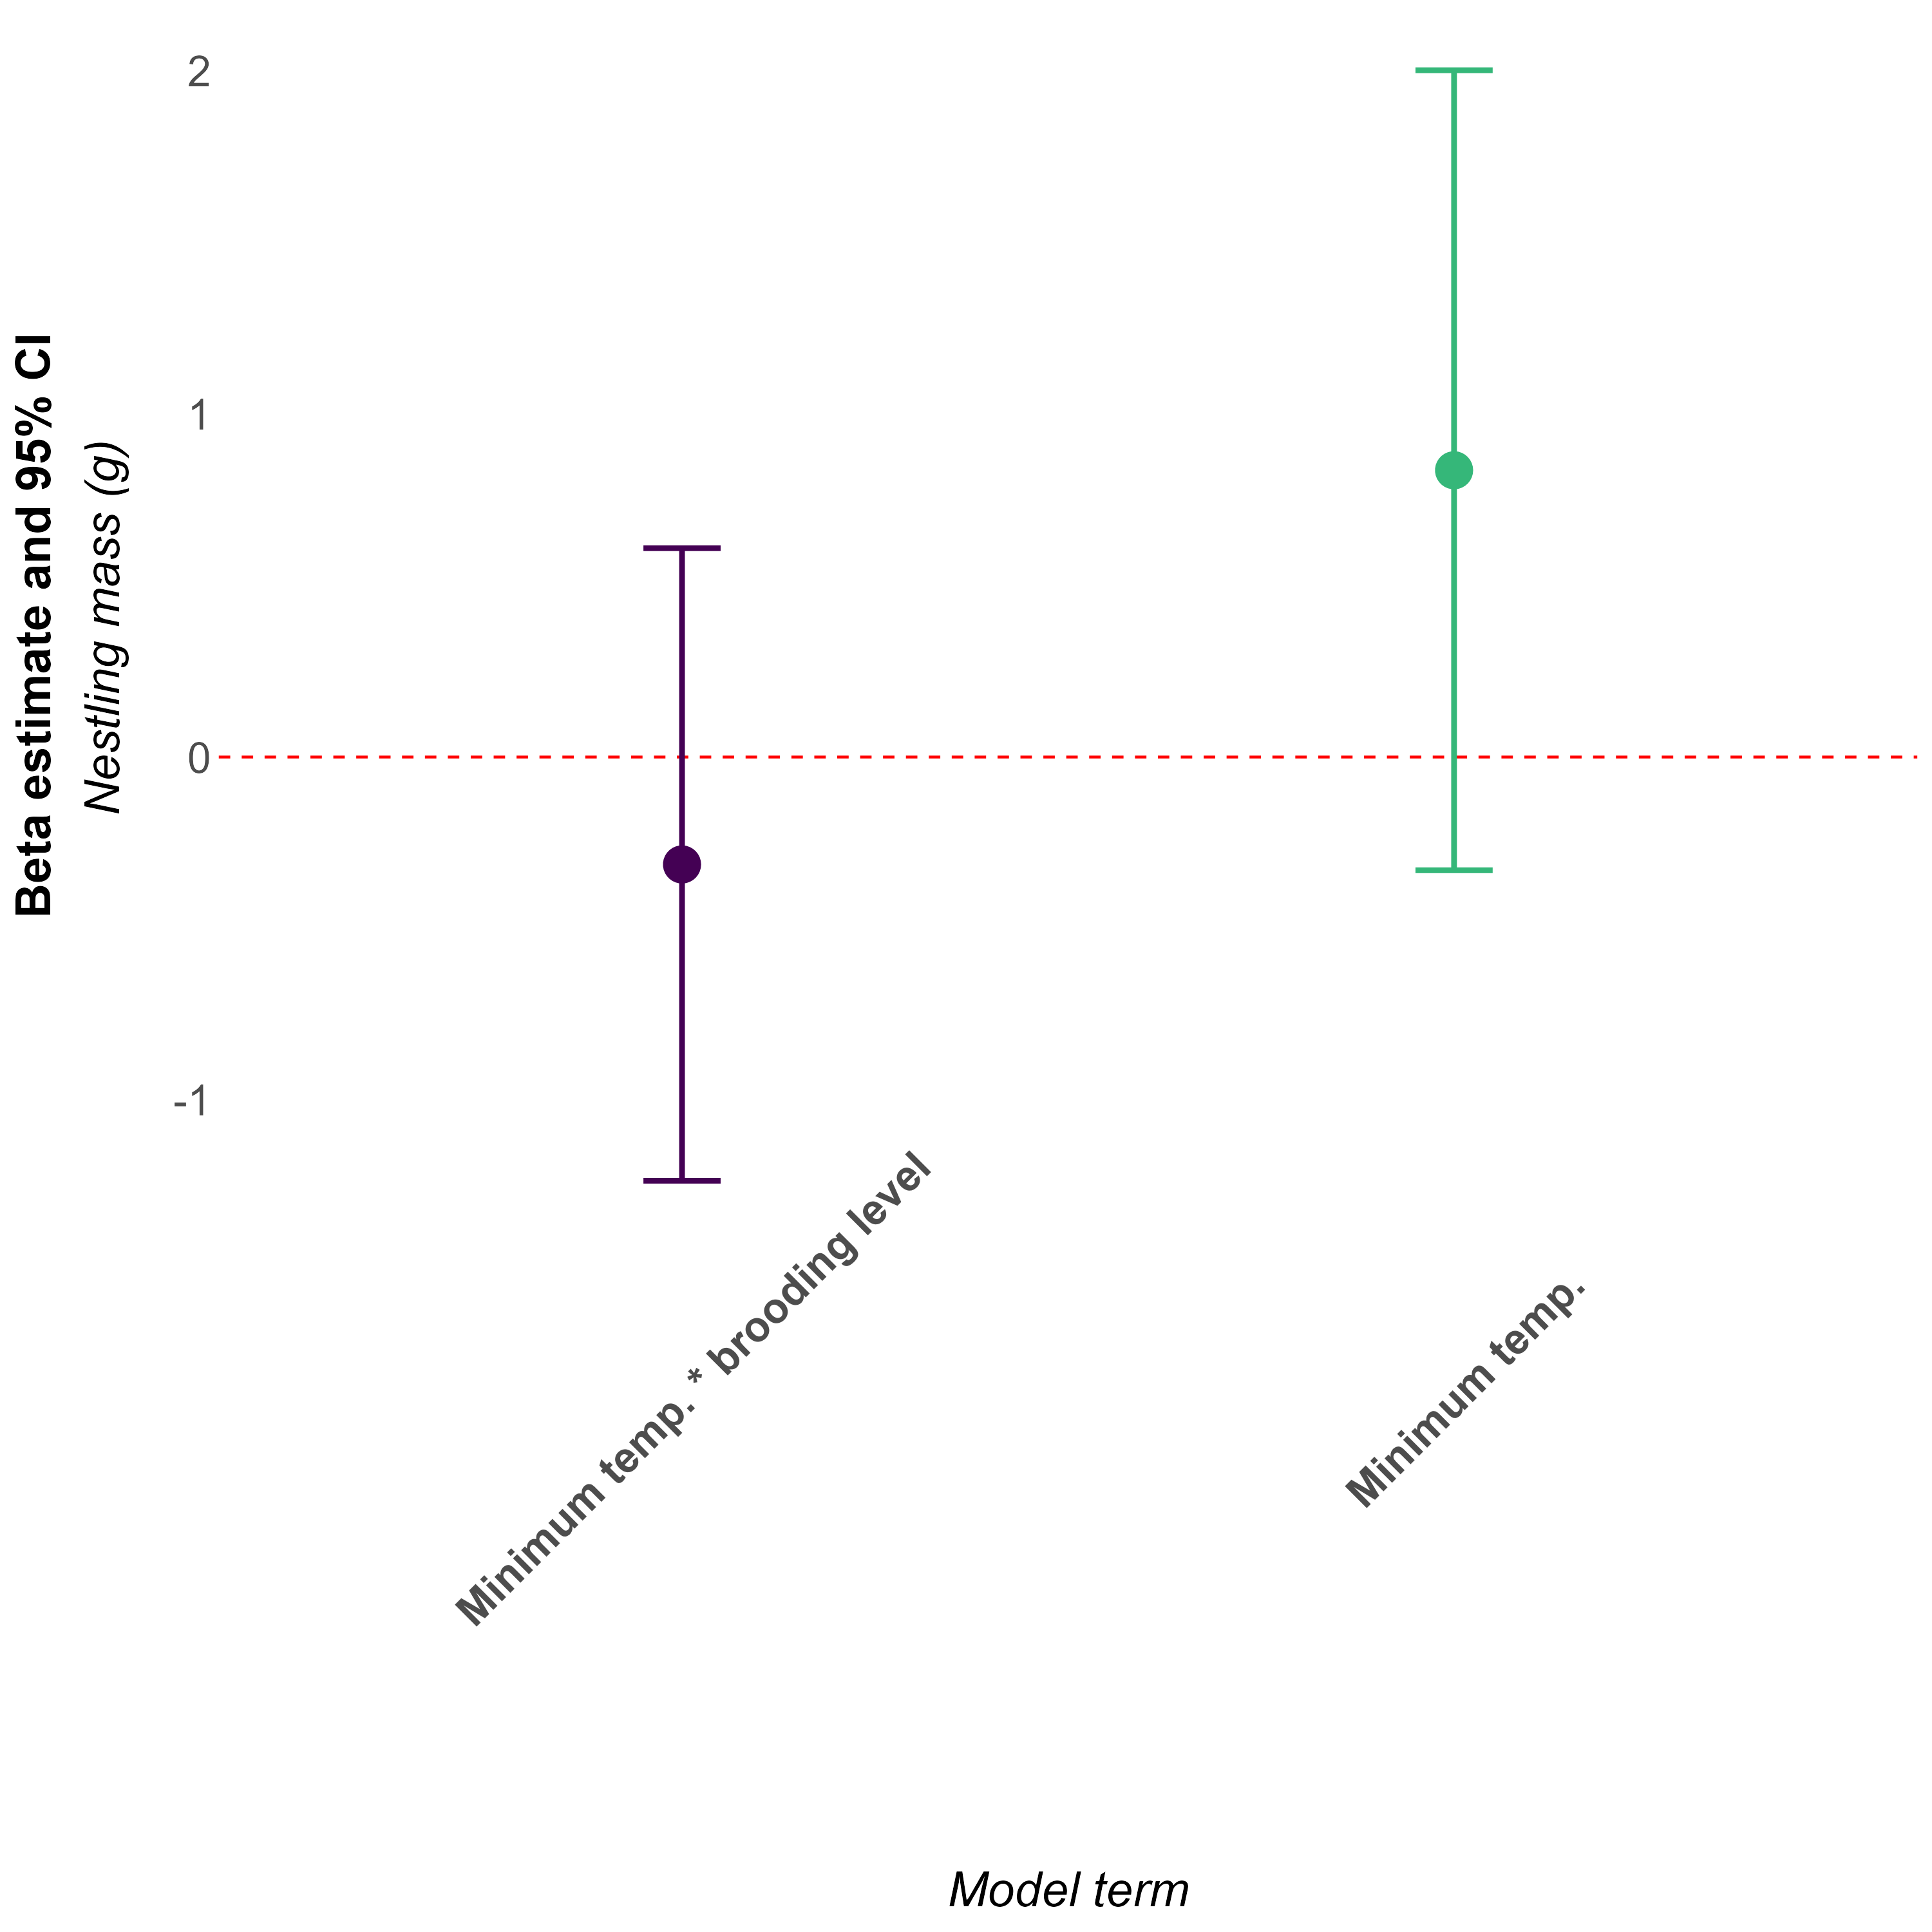 Beta estimate and 95% CI
Nestling mass (g)
2
1
0
-1
Minimum temp. * brooding level
Minimum temp.
Model term